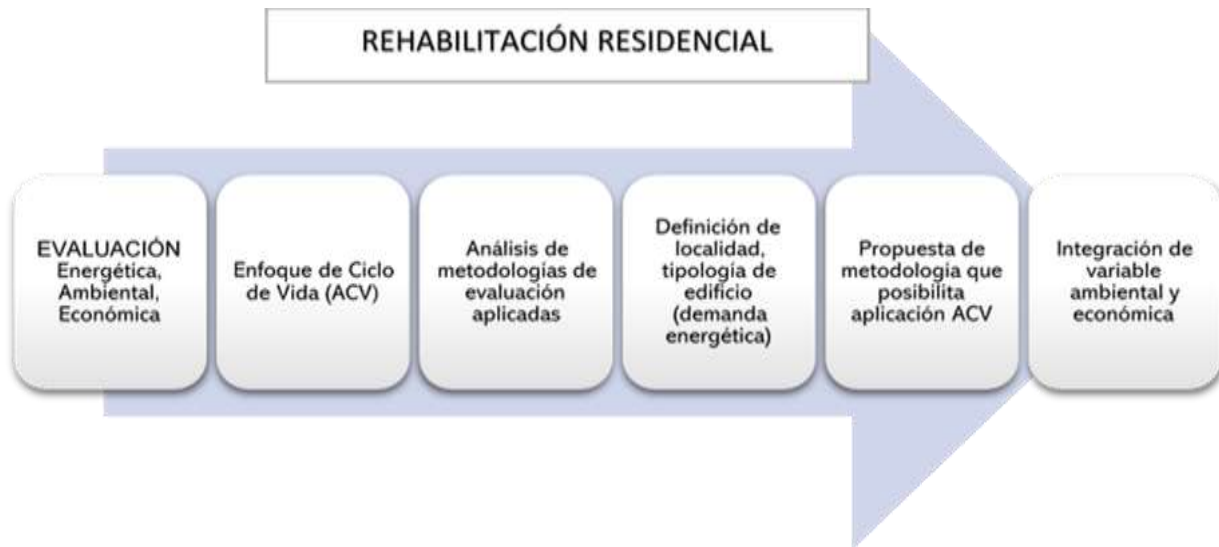 REHABILITACIÓN RESIDENCIAL
EVALUACIÓN
Energética,
Ambiental,
Económica
Enfoque de Ciclo
de Vida (ACV)
Análisis de
metodologías de
evaluación
aplicadas
Definición de
localidad,
tipología de
edificio
(demanda
energética)
Propuesta de
metodología que
posibilita
aplicación ACV
Integración de
variable
ambiental y
económica